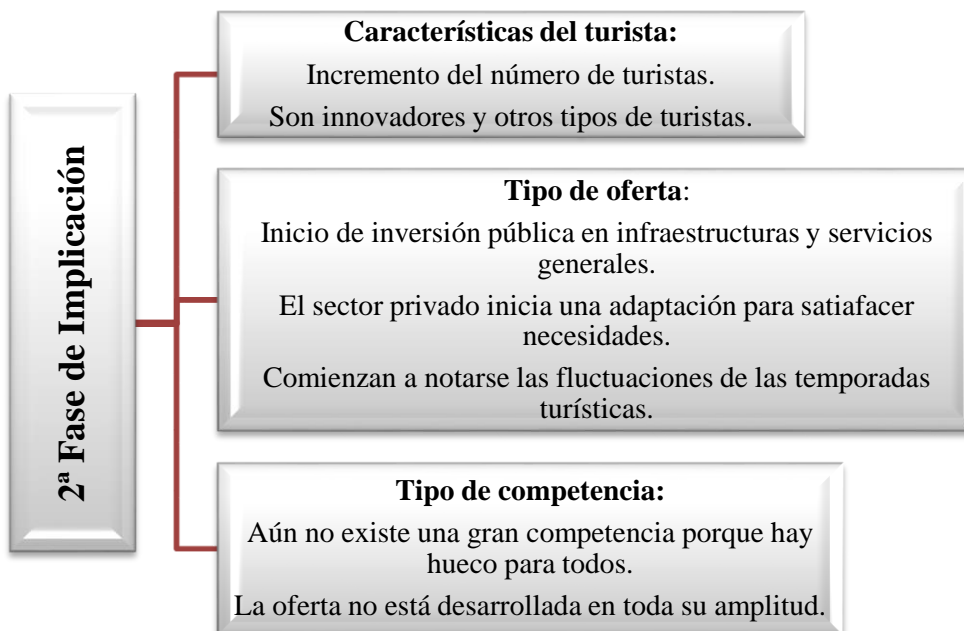 2ª Fase de Implicación
Características del turista:
Incremento del número de turistas.
Son innovadores y otros tipos de turistas.
Tipo de oferta:
Inicio de inversión pública en infraestructuras y servicios
generales.
El sector privado inicia una adaptación para satiafacer
necesidades.
Comienzan a notarse las fluctuaciones de las temporadas
turísticas.
Tipo de competencia:
Aún no existe una gran competencia porque hay
hueco para todos.
La oferta no está desarrollada en toda su amplitud.